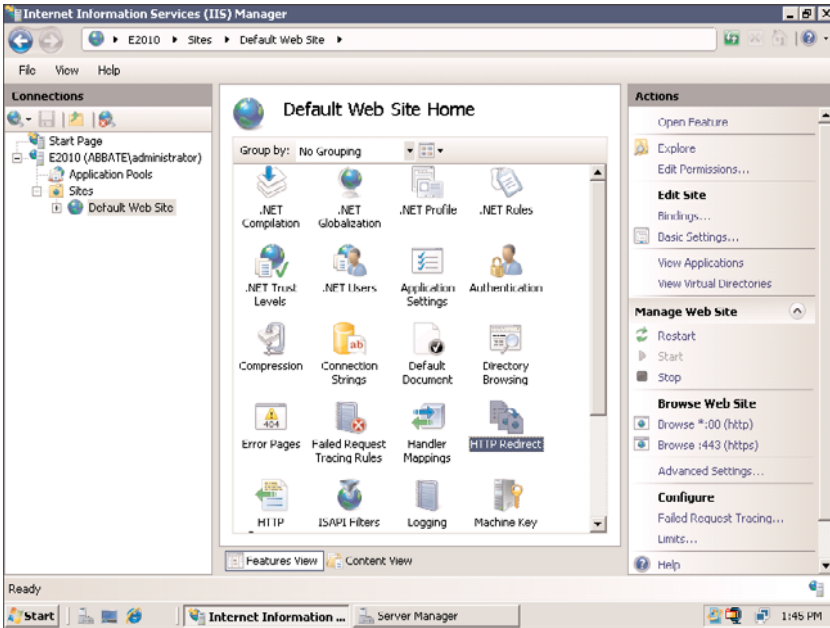 Internet Information Services (IIS) Manager
E2010 Sites Default Web Site
File View Help
Connections
Start Page
E2010 (ABBATE\administrator)
Application Pools
Sites
Default Web Site
Default Web Site Home
Group by: No Grouping
.NET Compilation
.NET Globalization
.NET Profile
.NET Roles
.NET Trust Levels
.NET Users
Application Settings
Authentication
Compression
Connection Strings
ab
Default Document
Directory Browsing
404
Error Pages
Failed Request Tracing Rules
Handler Mappings
HTTP Redirect
HTTP
ISAPI Filters
Logging
Machine Key
Features View
Content View
Actions
Open Feature
Explore
Edit Permissions...
Edit Site
Bindings...
Basic Settings...
View Applications
View Virtual Directories
Manage Web Site
Restart
Start
Stop
Browse Web Site
Browse *:80 (http)
Browse :443 (https)
Advanced Settings...
Configure
Failed Request Tracing...
Limits...
Help
Ready
Start
Internet Information ...
Server Manager
1:45 PM